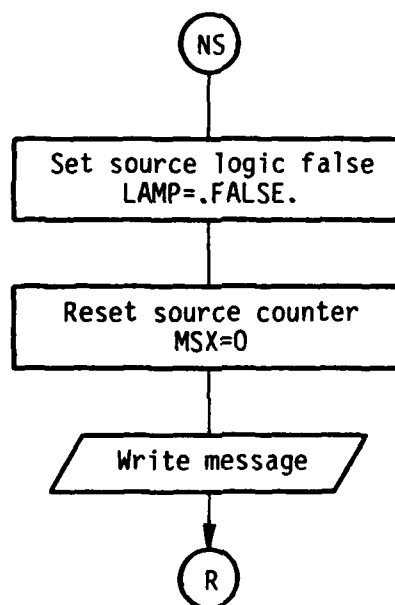 NS
Set source logic false
LAMP=.FALSE.
Reset source counter
MSX=0
Write message
R